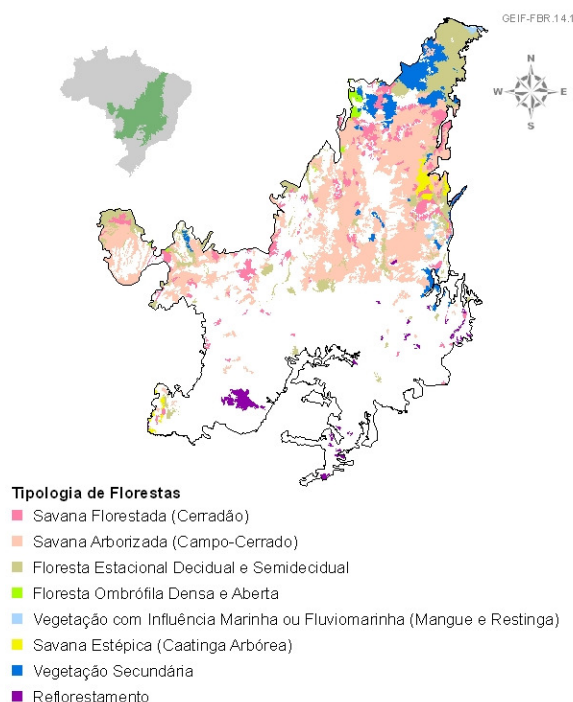 GEIF-FBR.14.1
N
W E
S
Tipologia de Florestas
Savana Florestada (Cerradão)
Savana Arborizada (Campo-Cerrado)
Floresta Estacional Decidual e Semidecidual
Floresta Ombrófila Densa e Aberta
Vegetação com Influência Marinha ou Fluviomarinha (Mangue e Restinga)
Savana Estépica (Caatinga Arbórea)
Vegetação Secundária
Reflorestamento